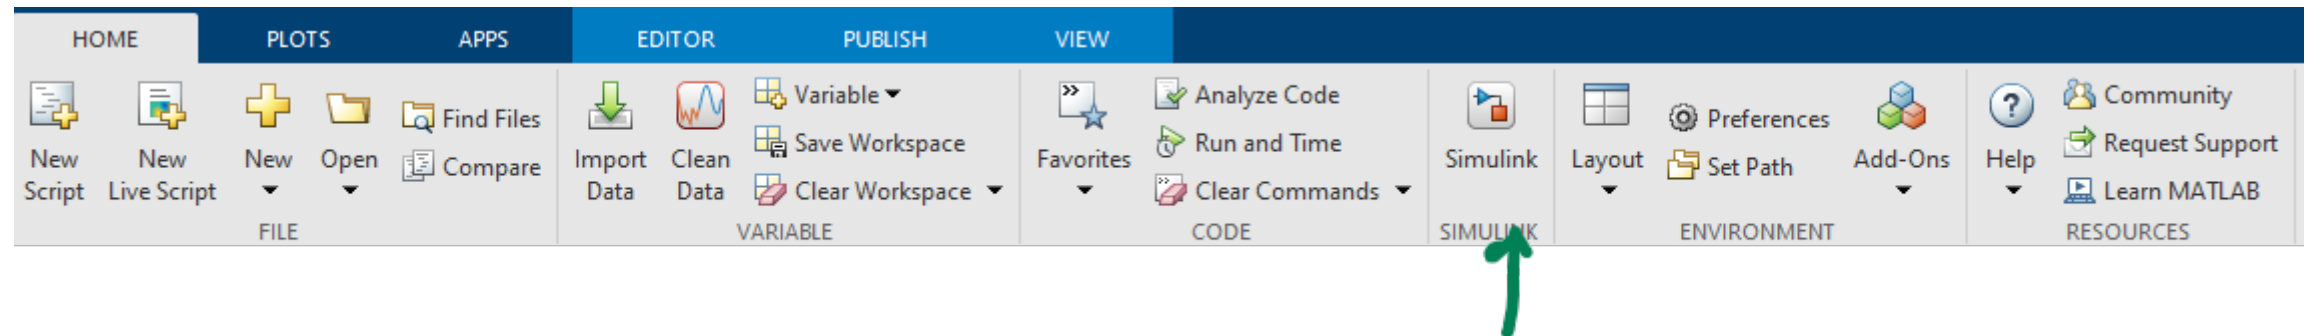 HOME PLOTS APPS EDITOR PUBLISH VIEW
New Script
New Live Script
New
Open
Find Files
Compare
FILE
Import Data
Clean Data
Variable
Save Workspace
Clear Workspace
VARIABLE
Favorites
Analyze Code
Run and Time
Clear Commands
CODE
Simulink
SIMULINK
Layout
Preferences
Set Path
Add-Ons
ENVIRONMENT
Help
Community
Request Support
Learn MATLAB
RESOURCES